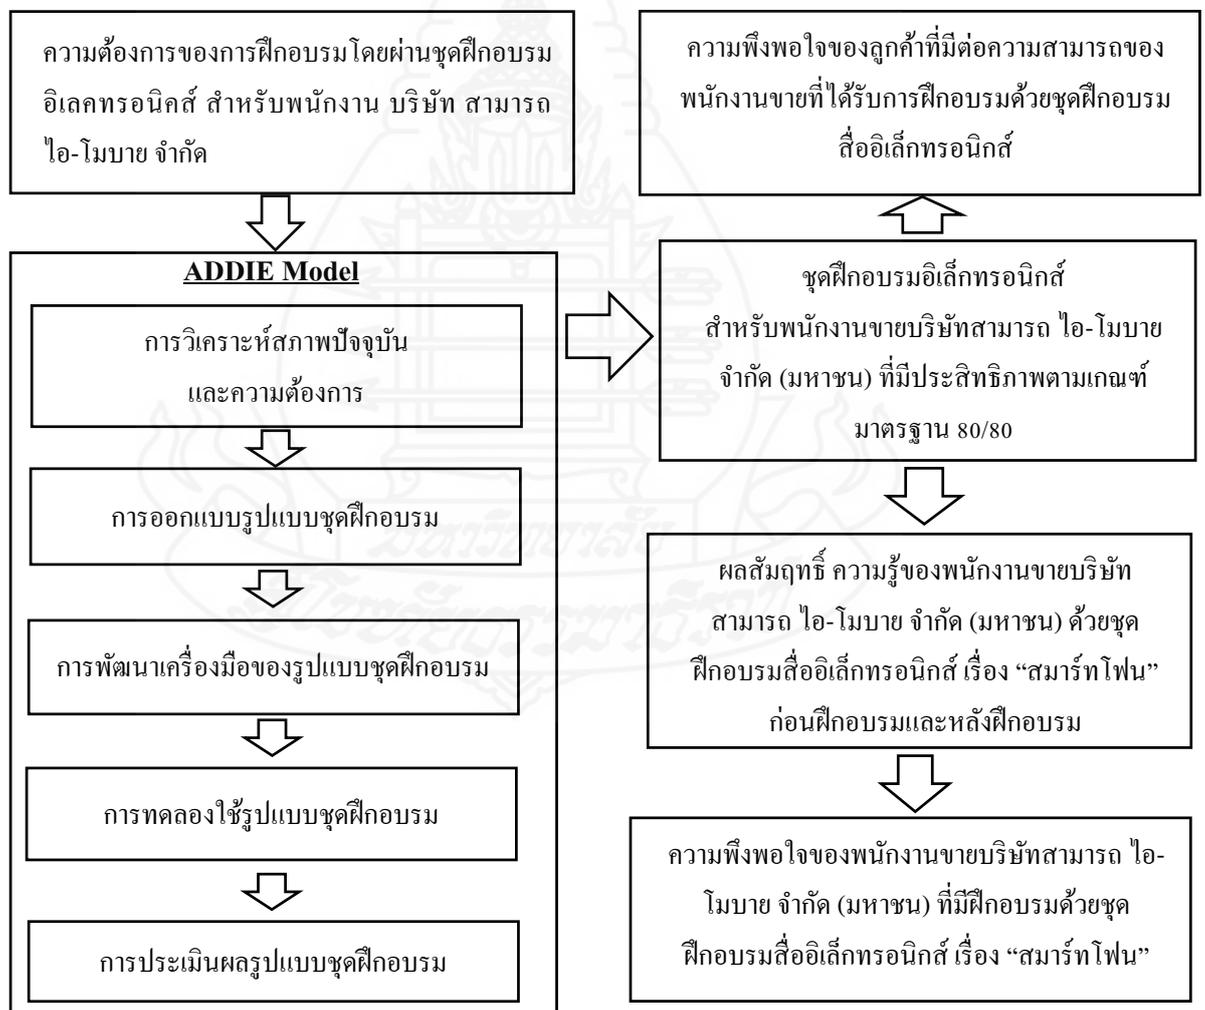 ความต้องการของการฝึกอบรมโดยผ่านชุดฝึกอบรม
อิเลคทรอนิคส์ สำหรับพนักงาน บริษัท สามารถ
ไอ-โมบาย จำกัด
ADDIE Model
การวิเคราะห์สภาพปัจจุบัน
และความต้องการ
การออกแบบรูปแบบชุดฝึกอบรม
การพัฒนาเครื่องมือของรูปแบบชุดฝึกอบรม
การทดลองใช้รูปแบบชุดฝึกอบรม
การประเมินผลรูปแบบชุดฝึกอบรม
ความพึงพอใจของลูกค้าที่มีต่อความสามารถของ
พนักงานขายที่ได้รับการฝึกอบรมด้วยชุดฝึกอบรม
สื่ออิเล็กทรอนิกส์
ชุดฝึกอบรมอิเล็กทรอนิกส์
สำหรับพนักงานขายบริษัทสามารถ ไอ-โมบาย
จำกัด (มหาชน) ที่มีประสิทธิภาพตามเกณฑ์
มาตรฐาน 80/80
ผลสัมฤทธิ์ ความรู้ของพนักงานขายบริษัท
สามารถ ไอ-โมบาย จำกัด (มหาชน) ด้วยชุด
ฝึกอบรมสื่ออิเล็กทรอนิกส์ เรื่อง “สมาร์ทโฟน”
ก่อนฝึกอบรมและหลังฝึกอบรม
ความพึงพอใจของพนักงานขายบริษัทสามารถ ไอ-
โมบาย จำกัด (มหาชน) ที่มีฝึกอบรมด้วยชุด
ฝึกอบรมสื่ออิเล็กทรอนิกส์ เรื่อง “สมาร์ทโฟน”
มหาวิทยาลัย
สุโขทัยธรรมาธิราช